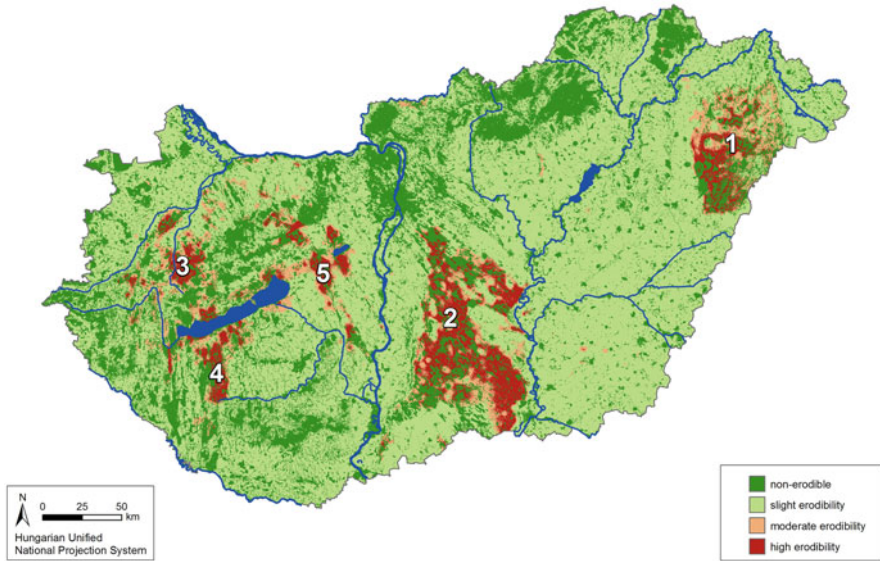 1
3
5
2
4
N
0 25 50
km
Hungarian Unified
National Projection System
non-erodible
slight erodibility
moderate erodibility
high erodibility